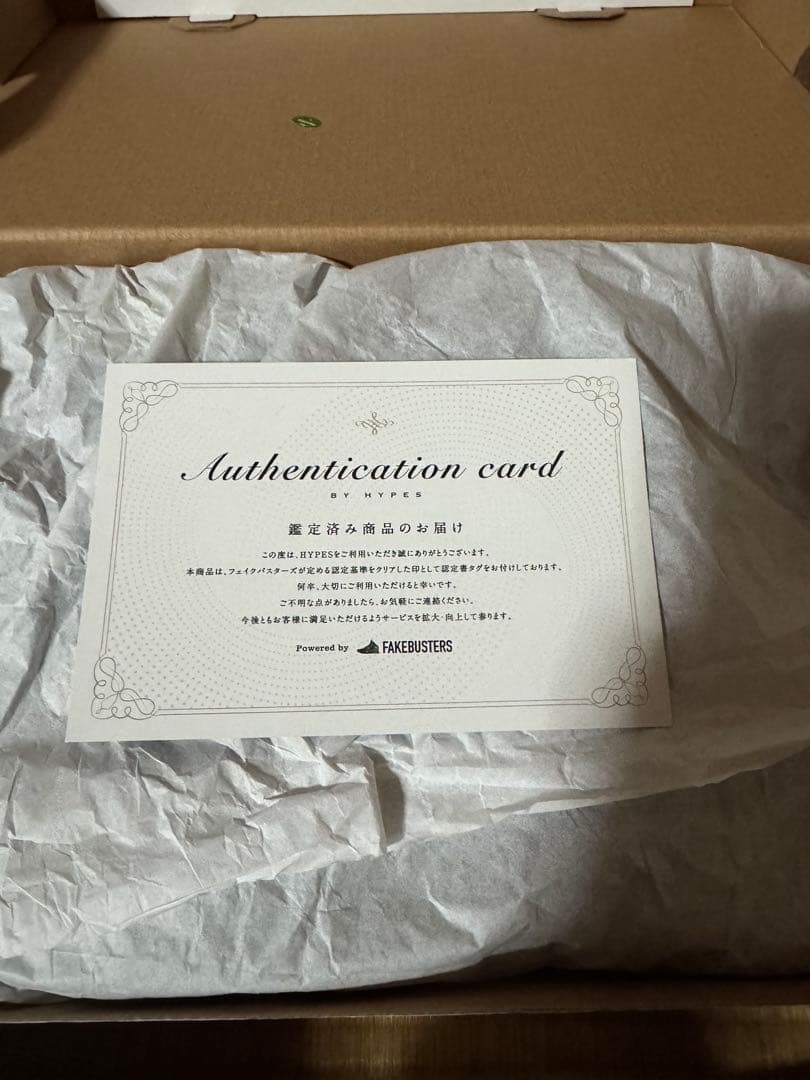 Authentication card
BY HYPES
鑑定済み商品のお届け
この度は、HYPESをご利用いただき誠にありがとうございます。
本商品は、フェイクバスターズが定める認定基準をクリアした印として認定書タグをお付けしております。
何卒、大切にご利用いただけると幸いです。
ご不明な点がありましたら、お気軽にご連絡ください。
今後ともお客様に満足いただけるようサービスを拡大・向上して参ります。
Powered by FAKEBUSTERS